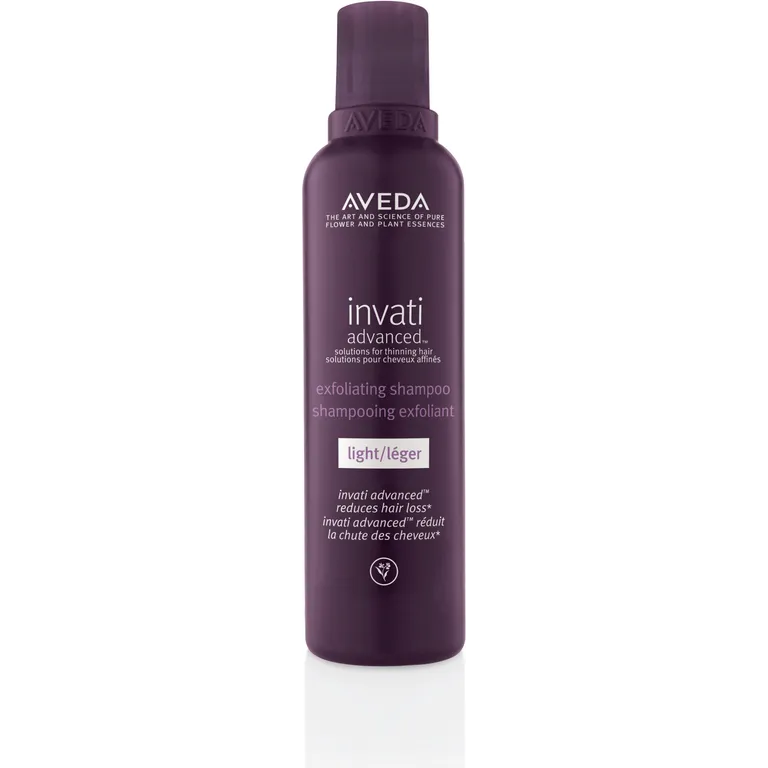 AVEDA
AVEDA
THE ART AND SCIENCE OF PURE
FLOWER AND PLANT ESSENCES
invati
advanced™
solutions for thinning hair
solutions pour cheveux affinés
exfoliating shampoo
shampooing exfoliant
light/léger
invati advanced™
reduces hair loss*
invati advanced™ réduit
la chute des cheveux*